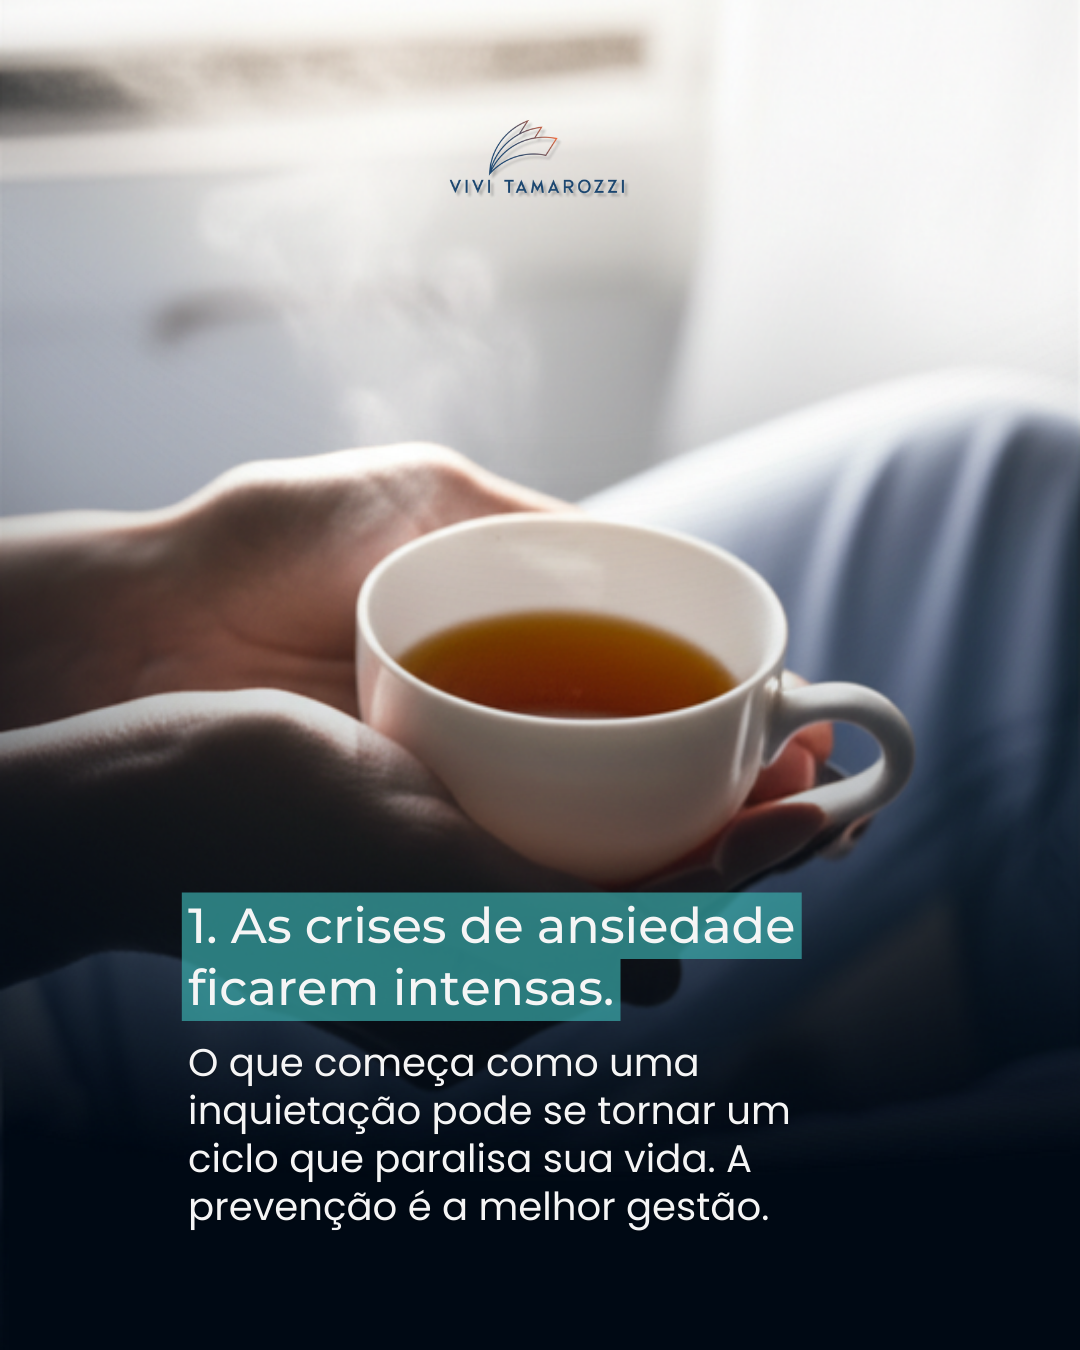 VIVI TAMAROZZI
1. As crises de ansiedade
ficarem intensas.
O que começa como uma
inquietação pode se tornar um
ciclo que paralisa sua vida. A
prevenção é a melhor gestão.